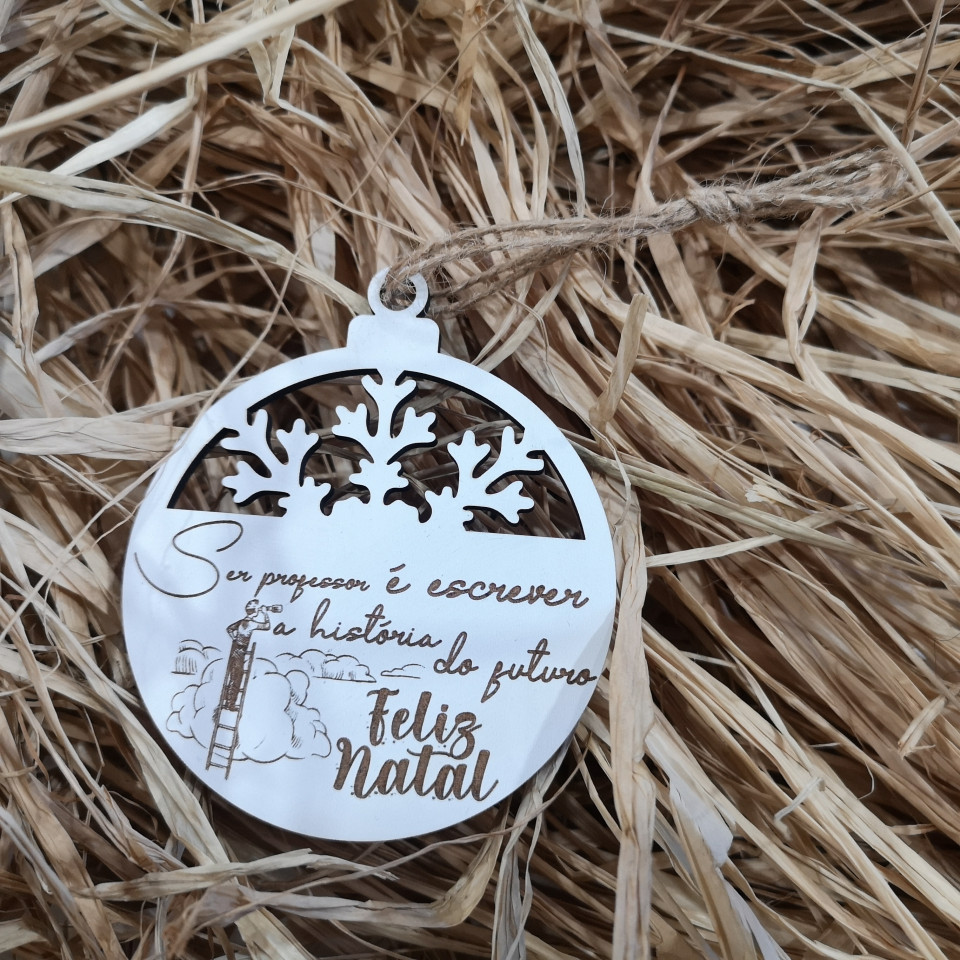 Ser professor é escrever
a história
do futuro
Feliz
Natal